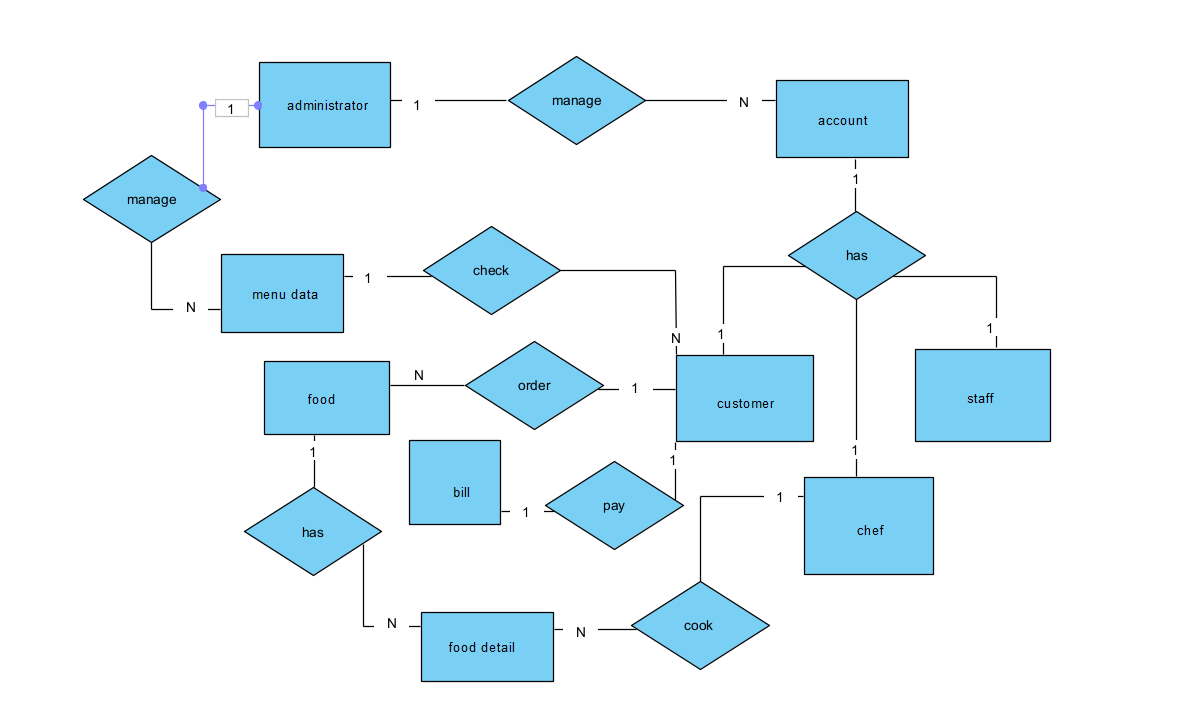 administrator
1
manage
N
account
1
manage
1
has
check
menu data
1
N
1
N
1
food
N
order
1
customer
staff
1
1
1
bill
1
pay
1
chef
has
N
food detail
N
cook